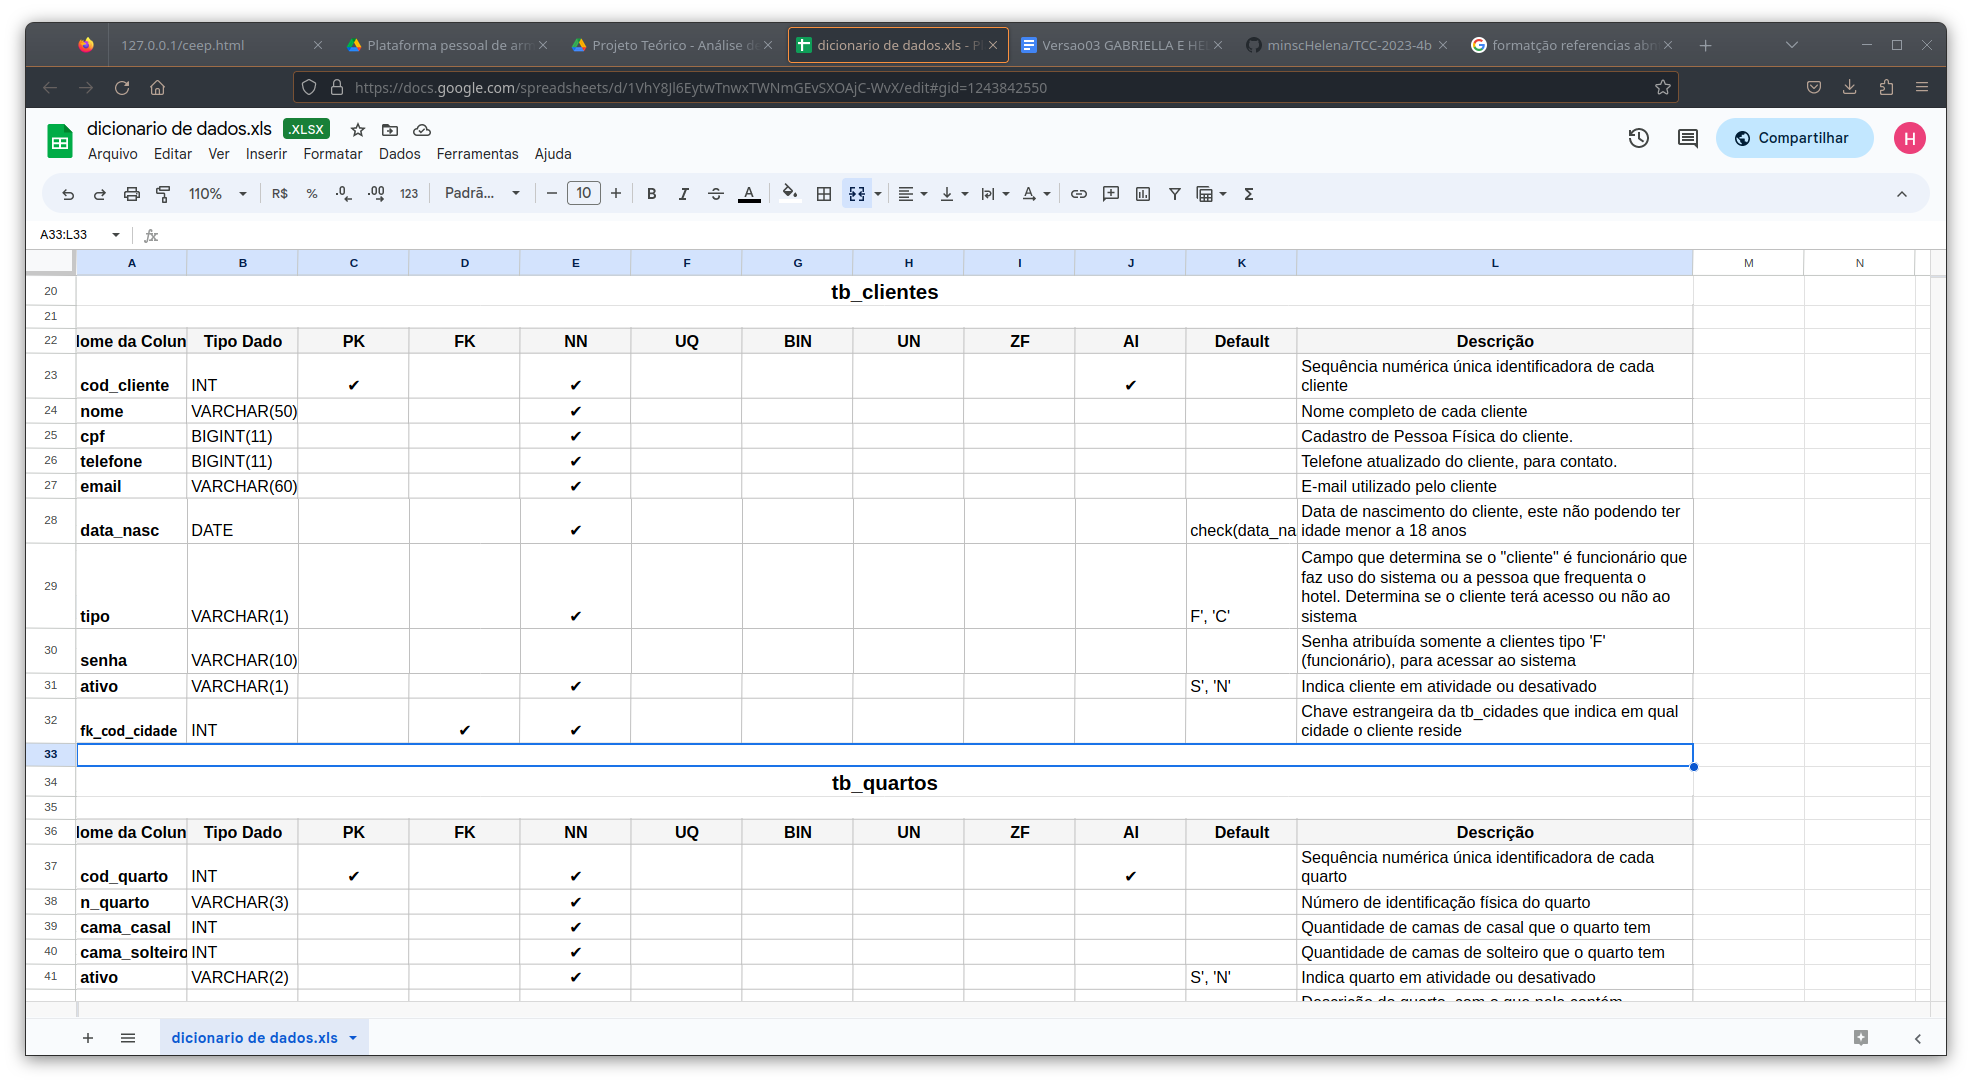 127.0.0.1/ceep.html
Plataforma pessoal de arm
Projeto Teórico - Análise de
dicionario de dados.xls - Pl
Versao03 GABRIELLA E HEL
minscHelena/TCC-2023-4b
formatção referencias abn
https://docs.google.com/spreadsheets/d/1VhY8Jl6EytwTnwxTWNmGEvSXOAjC-WvX/edit#gid=1243842550
dicionario de dados.xls .XLSX
Arquivo Editar Ver Inserir Formatar Dados Ferramentas Ajuda
Compartilhar
H
110% R$ % .0 .00 123 Padrã... 10 B I A
A33:L33 fx
A B C D E F G H I J K L M N
20 tb_clientes
21
22 lome da Colun Tipo Dado PK FK NN UQ BIN UN ZF AI Default Descrição
23 cod_cliente INT ✔ ✔ ✔ Sequência numérica única identificadora de cada
cliente
24 nome VARCHAR(50) ✔ Nome completo de cada cliente
25 cpf BIGINT(11) ✔ Cadastro de Pessoa Física do cliente.
26 telefone BIGINT(11) ✔ Telefone atualizado do cliente, para contato.
27 email VARCHAR(60) ✔ E-mail utilizado pelo cliente
28 data_nasc DATE ✔ check(data_na Data de nascimento do cliente, este não podendo ter
idade menor a 18 anos
29 tipo VARCHAR(1) ✔ F', 'C' Campo que determina se o "cliente" é funcionário que
faz uso do sistema ou a pessoa que frequenta o
hotel. Determina se o cliente terá acesso ou não ao
sistema
30 senha VARCHAR(10) Senha atribuída somente a clientes tipo 'F'
(funcionário), para acessar ao sistema
31 ativo VARCHAR(1) ✔ S', 'N' Indica cliente em atividade ou desativado
32 fk_cod_cidade INT ✔ ✔ Chave estrangeira da tb_cidades que indica em qual
cidade o cliente reside
33
34 tb_quartos
35
36 lome da Colun Tipo Dado PK FK NN UQ BIN UN ZF AI Default Descrição
37 cod_quarto INT ✔ ✔ ✔ Sequência numérica única identificadora de cada
quarto
38 n_quarto VARCHAR(3) ✔ Número de identificação física do quarto
39 cama_casal INT ✔ Quantidade de camas de casal que o quarto tem
40 cama_solteiro INT ✔ Quantidade de camas de solteiro que o quarto tem
41 ativo VARCHAR(2) ✔ S', 'N' Indica quarto em atividade ou desativado
dicionario de dados.xls